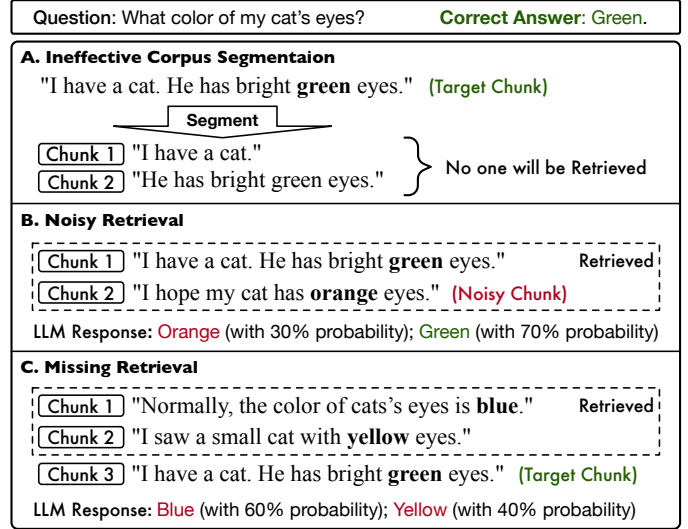 Question: What color of my cat's eyes? Correct Answer: Green.
A. Ineffective Corpus Segmentaion
"I have a cat. He has bright green eyes." (Target Chunk)
Segment
Chunk 1 "I have a cat."
No one will be Retrieved
Chunk 2 "He has bright green eyes."
B. Noisy Retrieval
Chunk 1 "I have a cat. He has bright green eyes." Retrieved
Chunk 2 "I hope my cat has orange eyes." (Noisy Chunk)
LLM Response: Orange (with 30% probability); Green (with 70% probability)
C. Missing Retrieval
Chunk 1 "Normally, the color of cats's eyes is blue." Retrieved
Chunk 2 "I saw a small cat with yellow eyes."
Chunk 3 "I have a cat. He has bright green eyes." (Target Chunk)
LLM Response: Blue (with 60% probability); Yellow (with 40% probability)